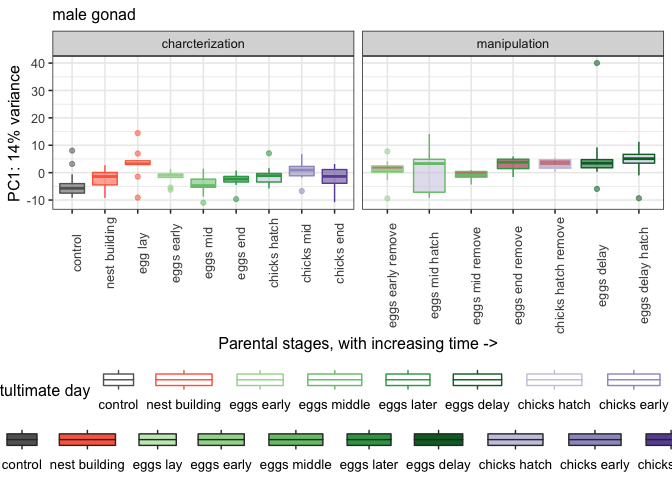 male gonad
charcterization
manipulation
PC1: 14% variance
40
30
20
10
0
-10
control
nest building
egg lay
eggs early
eggs mid
eggs end
chicks hatch
chicks mid
chicks end
eggs early remove
eggs mid hatch
eggs mid remove
eggs end remove
chicks hatch remove
eggs delay
eggs delay hatch
Parental stages, with increasing time ->
tultimate day
control nest building eggs early eggs middle eggs later eggs delay chicks hatch chicks early
control nest building eggs lay eggs early eggs middle eggs later eggs delay chicks hatch chicks early chicks